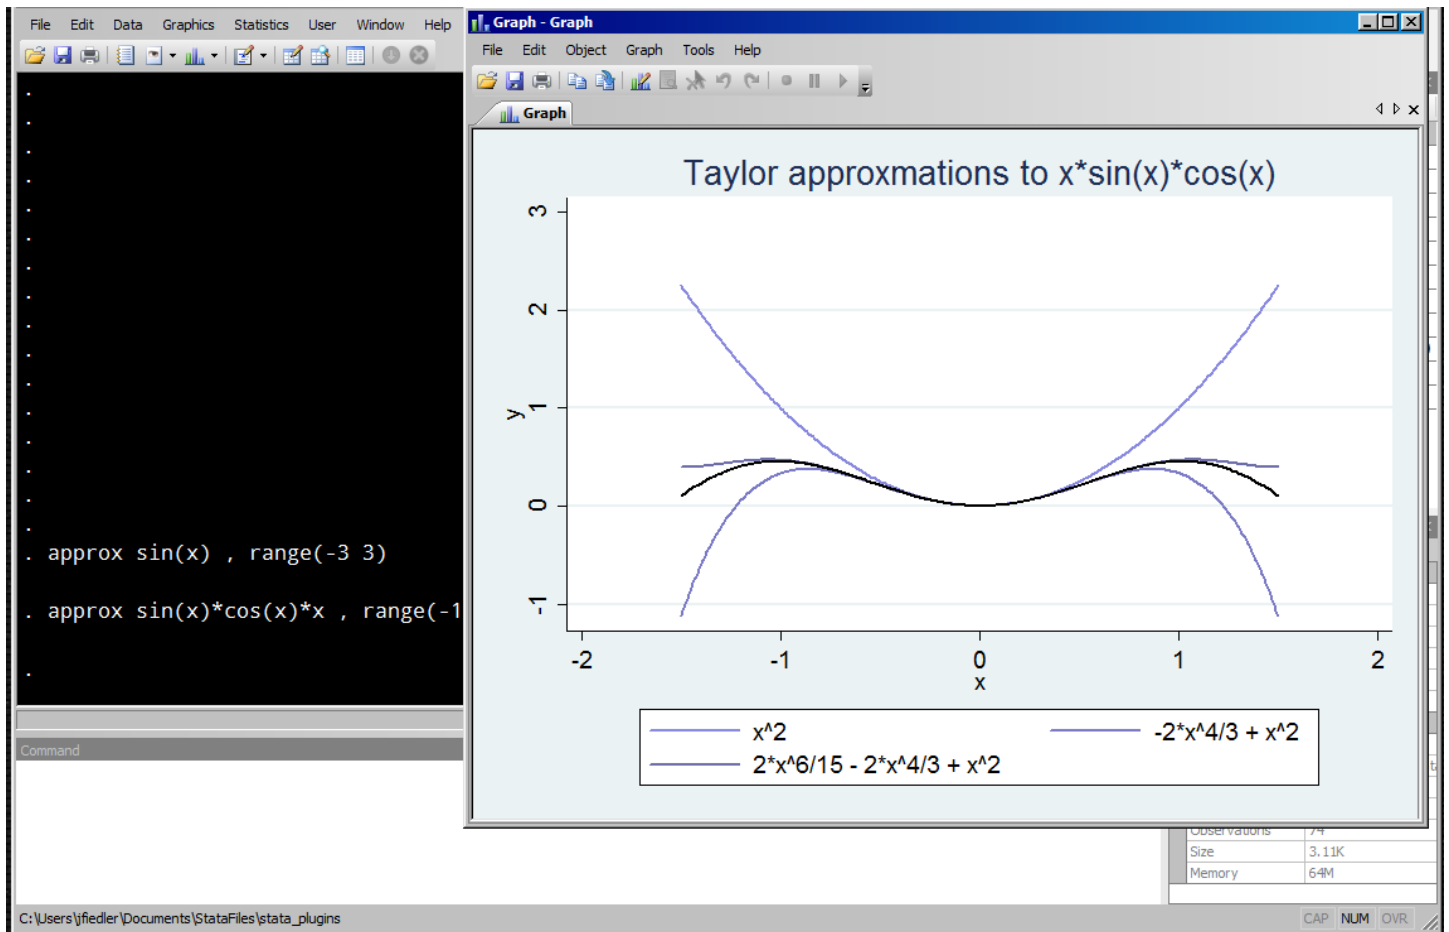 File Edit Data Graphics Statistics User Window Help
. approx sin(x) , range(-3 3)
. approx sin(x)*cos(x)*x , range(-1
.
Command
Graph - Graph
File Edit Object Graph Tools Help
Graph
Taylor approxmations to x*sin(x)*cos(x)
3
2
1
0
-1
y
-2 -1 0 1 2
x
x^2 -2*x^4/3 + x^2
2*x^6/15 - 2*x^4/3 + x^2
Observations 74
Size 3.11K
Memory 64M
C:\Users\jfiedler\Documents\StataFiles\stata_plugins
CAP NUM OVR